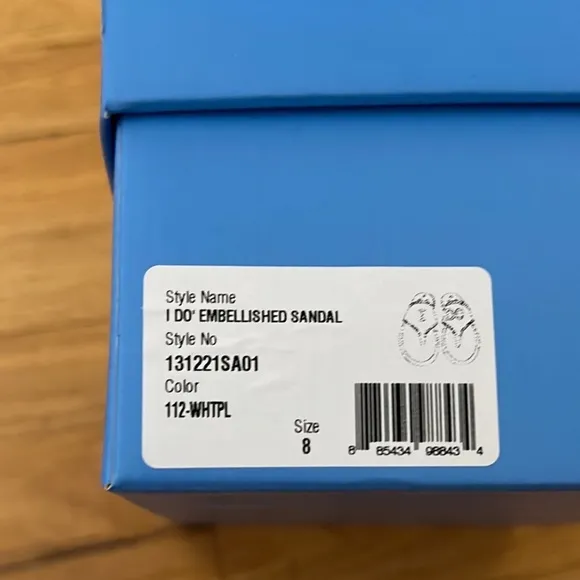 Style Name
I DO' EMBELLISHED SANDAL
Style No
131221SA01
Color
112-WHTPL
Size
8
8 85434 98843 4